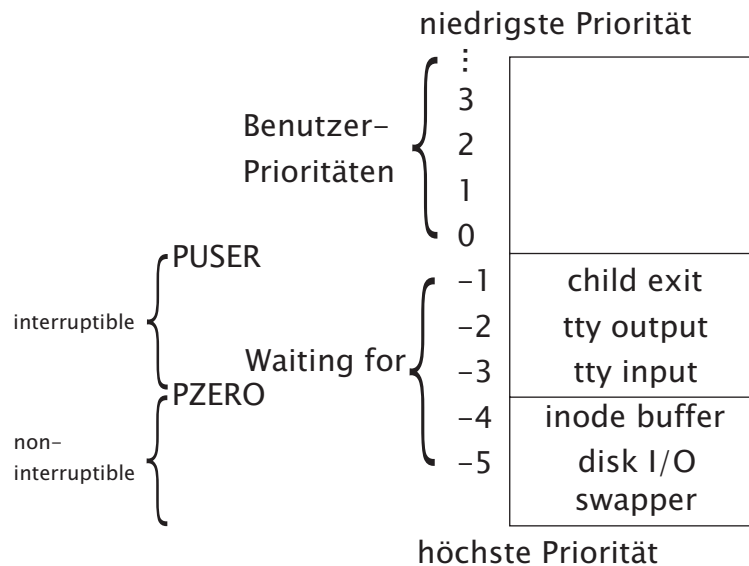 niedrigste Priorität
⋮
3
Benutzer-
2
Prioritäten
1
0
PUSER
-1 child exit
interruptible
-2 tty output
Waiting for
-3 tty input
PZERO
-4 inode buffer
non-
interruptible
-5 disk I/O
swapper
höchste Priorität